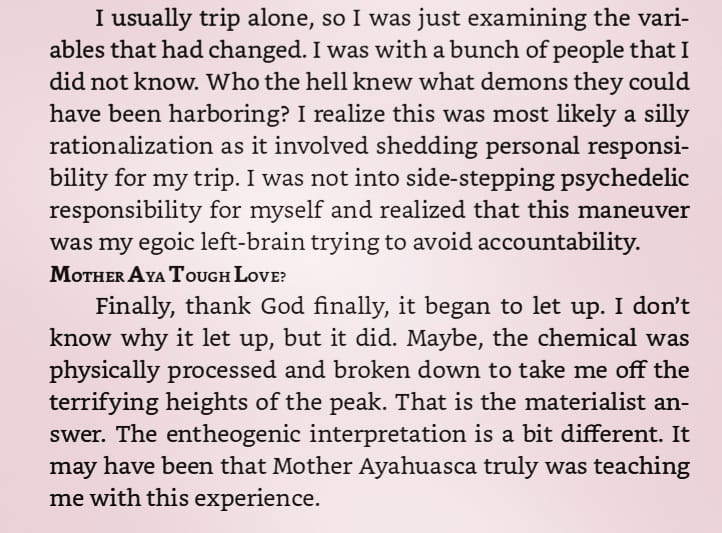 I usually trip alone, so I was just examining the vari-
ables that had changed. I was with a bunch of people that I
did not know. Who the hell knew what demons they could
have been harboring? I realize this was most likely a silly
rationalization as it involved shedding personal responsi-
bility for my trip. I was not into side-stepping psychedelic
responsibility for myself and realized that this maneuver
was my egoic left-brain trying to avoid accountability.
Mother Aya Tough Love?
Finally, thank God finally, it began to let up. I don’t
know why it let up, but it did. Maybe, the chemical was
physically processed and broken down to take me off the
terrifying heights of the peak. That is the materialist an-
swer. The entheogenic interpretation is a bit different. It
may have been that Mother Ayahuasca truly was teaching
me with this experience.